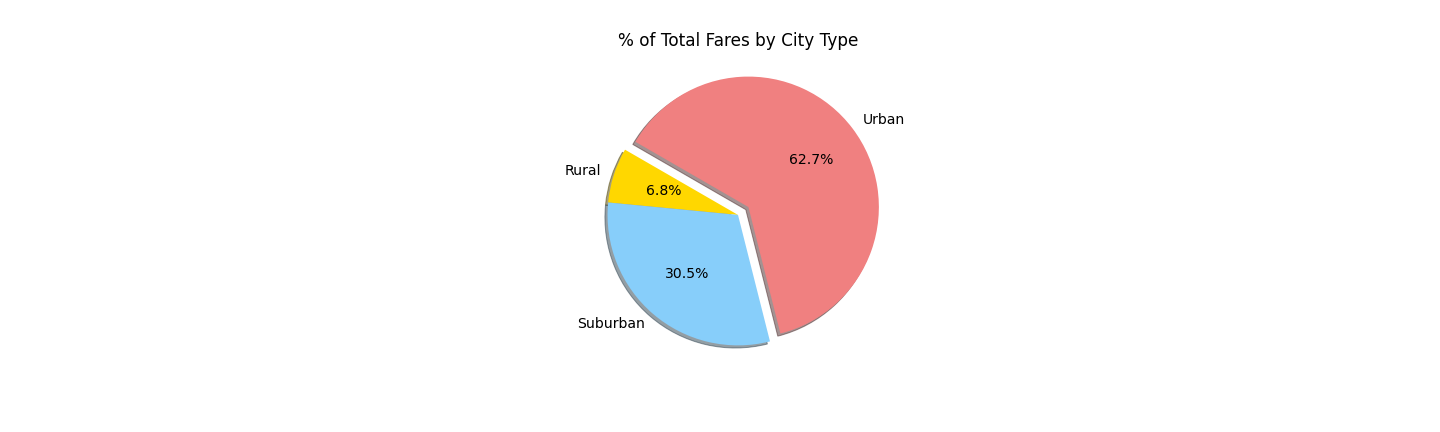 % of Total Fares by City Type
Urban
62.7%
Rural
6.8%
30.5%
Suburban